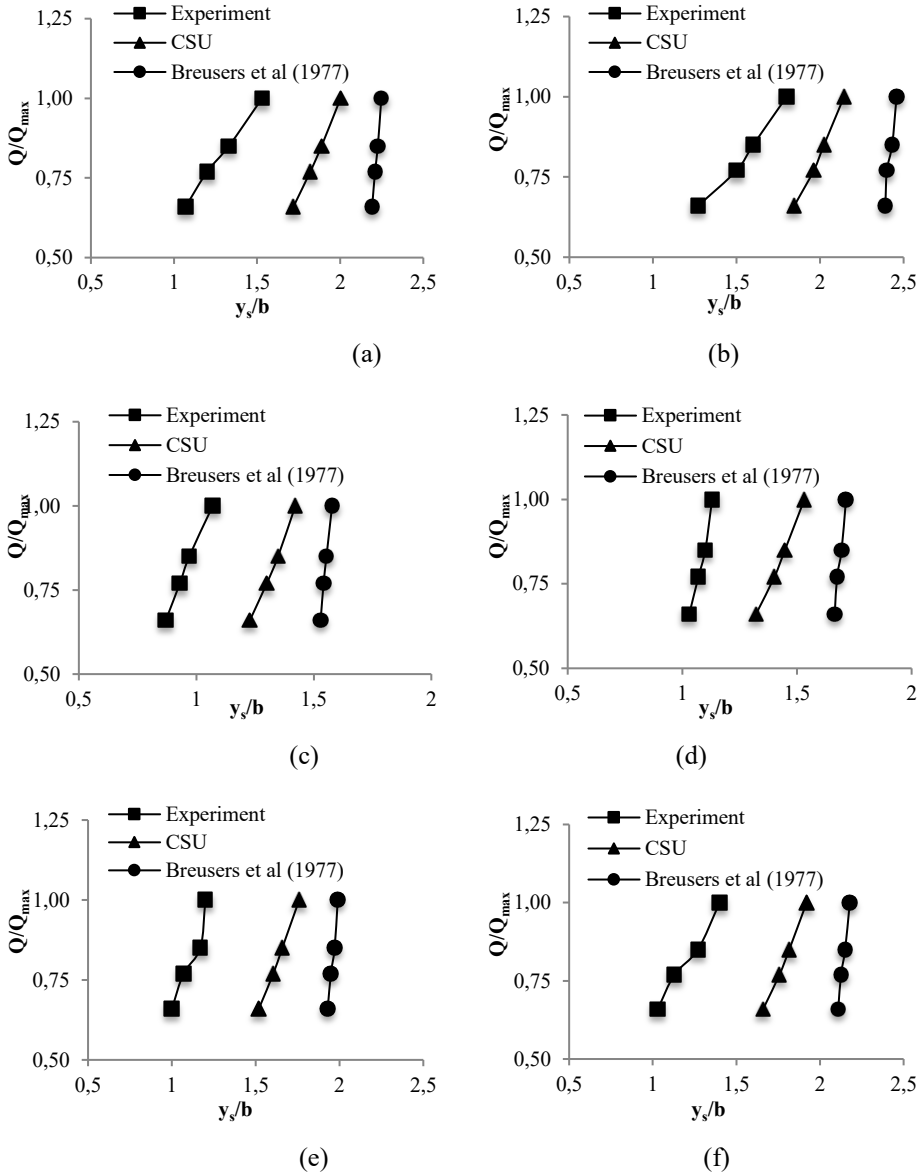 1,25
Experiment
CSU
Breusers et al (1977)
1,00
0,75
0,50
Q/Qmax
0,5 1 1,5 2 2,5
ys/b
(a)
1,25
Experiment
CSU
Breusers et al (1977)
1,00
0,75
0,50
Q/Qmax
0,5 1 1,5 2 2,5
ys/b
(b)
1,25
Experiment
CSU
Breusers et al (1977)
1,00
0,75
0,50
Q/Qmax
0,5 1 1,5 2
ys/b
(c)
1,25
Experiment
CSU
Breusers et al (1977)
1,00
0,75
0,50
Q/Qmax
0,5 1 1,5 2
ys/b
(d)
1,25
Experiment
CSU
Breusers et al (1977)
1,00
0,75
0,50
Q/Qmax
0,5 1 1,5 2 2,5
ys/b
(e)
1,25
Experiment
CSU
Breusers et al (1977)
1,00
0,75
0,50
Q/Qmax
0,5 1 1,5 2 2,5
ys/b
(f)